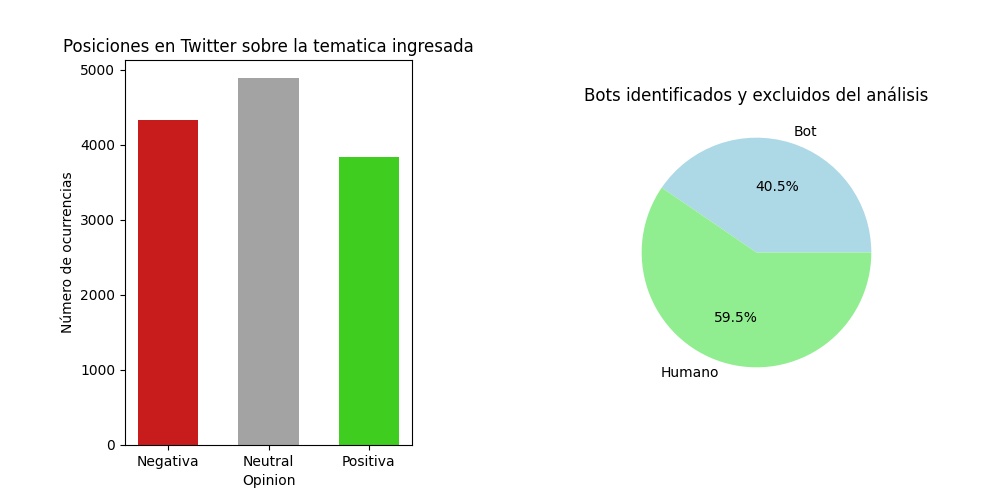 Posiciones en Twitter sobre la tematica ingresada
Número de ocurrencias
5000
4000
3000
2000
1000
0
Negativa
Neutral
Positiva
Opinion
Bots identificados y excluidos del análisis
Bot
40.5%
59.5%
Humano